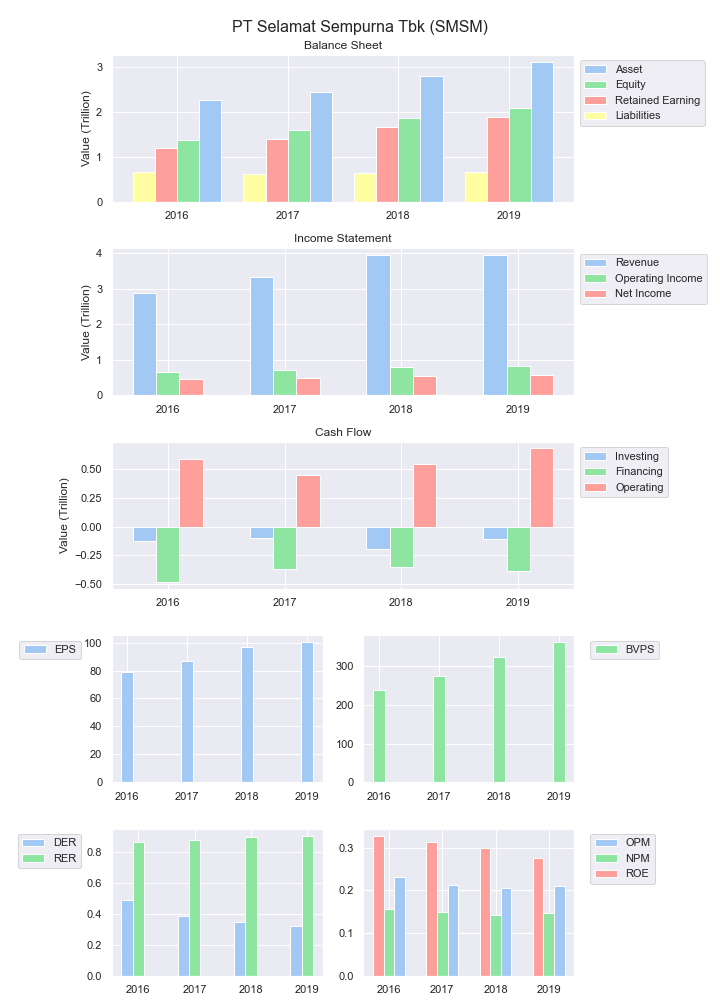 PT Selamat Sempurna Tbk (SMSM)
Balance Sheet
Value (Trillion)
3
2
1
0
2016 2017 2018 2019
Asset
Equity
Retained Earning
Liabilities
Income Statement
Value (Trillion)
4
3
2
1
0
2016 2017 2018 2019
Revenue
Operating Income
Net Income
Cash Flow
Value (Trillion)
0.50
0.25
0.00
−0.25
−0.50
2016 2017 2018 2019
Investing
Financing
Operating
EPS
100
80
60
40
20
0
2016 2017 2018 2019
300
200
100
0
2016 2017 2018 2019
BVPS
DER
RER
0.8
0.6
0.4
0.2
0.0
2016 2017 2018 2019
0.3
0.2
0.1
0.0
2016 2017 2018 2019
OPM
NPM
ROE